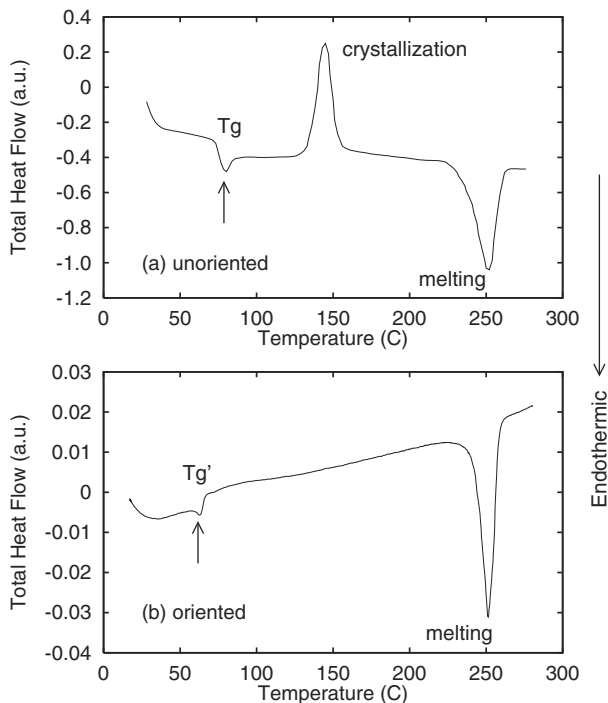 0.4
0.2
0
-0.2
-0.4
-0.6
-0.8
-1.0
-1.2
Total Heat Flow (a.u.)
crystallization
Tg
(a) unoriented
melting
0 50 100 150 200 250 300
Temperature (C)
0.03
0.02
0.01
0
-0.01
-0.02
-0.03
-0.04
Total Heat Flow (a.u.)
Tg'
(b) oriented
melting
0 50 100 150 200 250 300
Temperature (C)
Endothermic